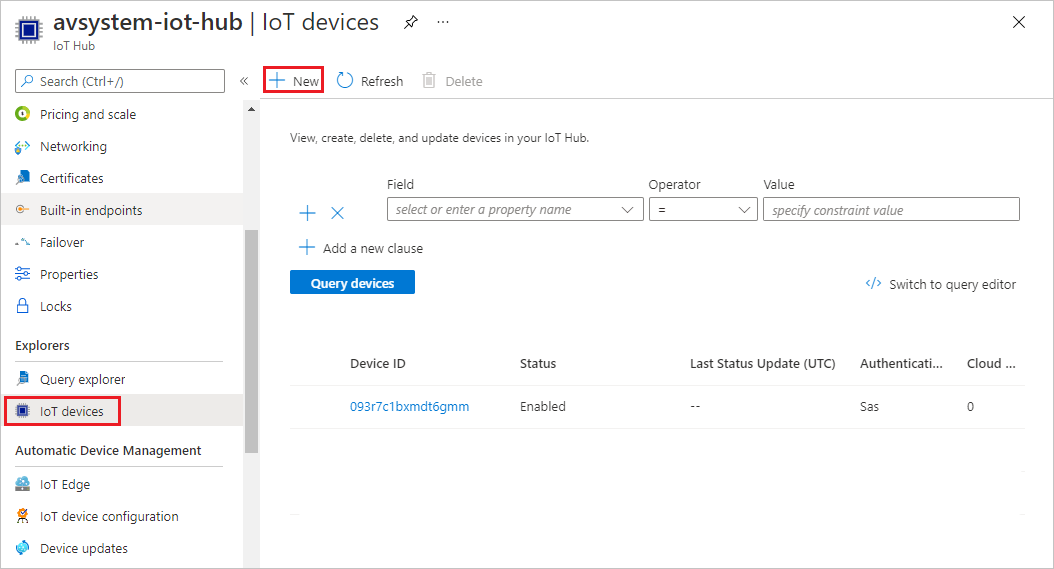 avsystem-iot-hub | IoT devices ...
IoT Hub
Search (Ctrl+/)
«
New
Refresh
Delete
Pricing and scale
Networking
Certificates
Built-in endpoints
Failover
Properties
Locks
Explorers
Query explorer
IoT devices
Automatic Device Management
IoT Edge
IoT device configuration
Device updates
View, create, delete, and update devices in your IoT Hub.
Field Operator Value
select or enter a property name = specify constraint value
Add a new clause
Query devices
</> Switch to query editor
Device ID Status Last Status Update (UTC) Authenticati... Cloud ...
093r7c1bxmdt6gmm Enabled -- Sas 0